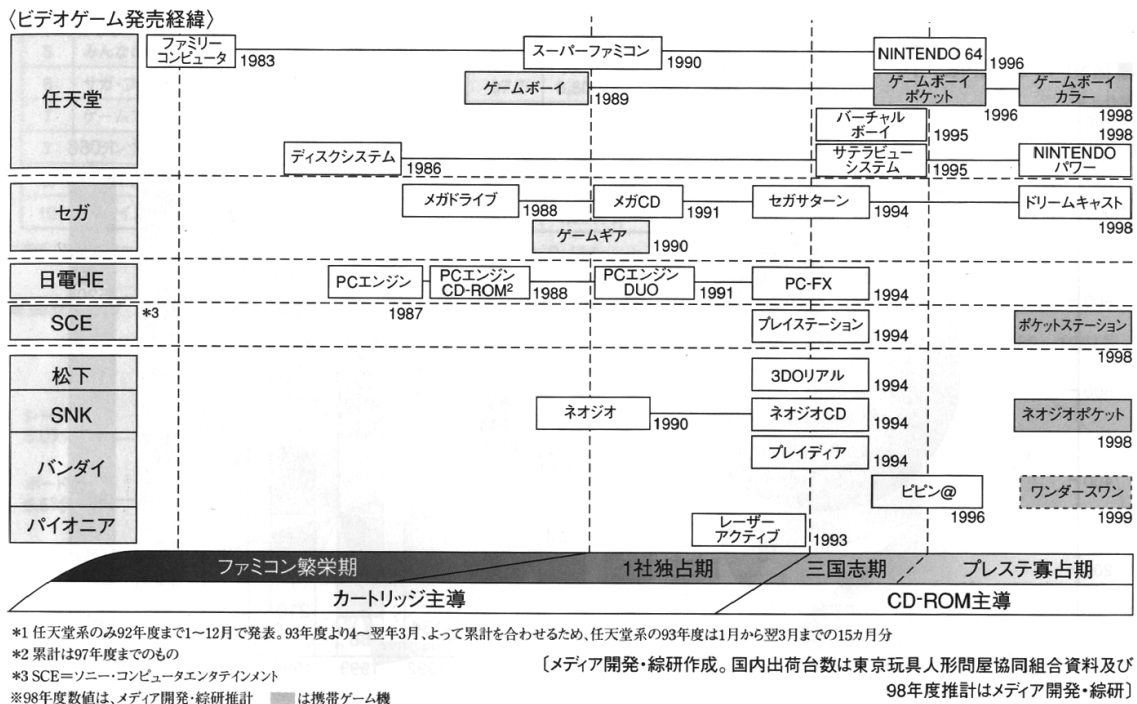 〈ビデオゲーム発売経緯〉
任天堂
ファミリー
コンピュータ
1983
スーパーファミコン
1990
NINTENDO 64
1996
ゲームボーイ
1989
ゲームボーイ
ポケット
1996
ゲームボーイ
カラー
1998
バーチャル
ボーイ
1995
1998
ディスクシステム
1986
サテラビュー
システム
1995
NINTENDO
パワー
セガ
メガドライブ
1988
メガCD
1991
セガサターン
1994
ドリームキャスト
1998
ゲームギア
1990
日電HE
PCエンジン
1987
PCエンジン
CD-ROM²
1988
PCエンジン
DUO
1991
PC-FX
1994
SCE
*3
プレイステーション
1994
ポケットステーション
1998
松下
3DOリアル
1994
SNK
ネオジオ
1990
ネオジオCD
1994
ネオジオポケット
1998
バンダイ
プレイディア
1994
ピピン@
1996
ワンダースワン
1999
パイオニア
レーザー
アクティブ
1993
ファミコン繁栄期
1社独占期
三国志期
プレステ寡占期
カートリッジ主導
CD-ROM主導
*1 任天堂系のみ92年度まで1〜12月で発表。93年度より4〜翌年3月、よって累計を合わせるため、任天堂系の93年度は1月から翌3月までの15ヵ月分
*2 累計は97年度までのもの
*3 SCE=ソニー・コンピュータエンタテインメント
※98年度数値は、メディア開発・綜研推計 は携帯ゲーム機
〔メディア開発・綜研作成。国内出荷台数は東京玩具人形問屋協同組合資料及び
98年度推計はメディア開発・綜研〕